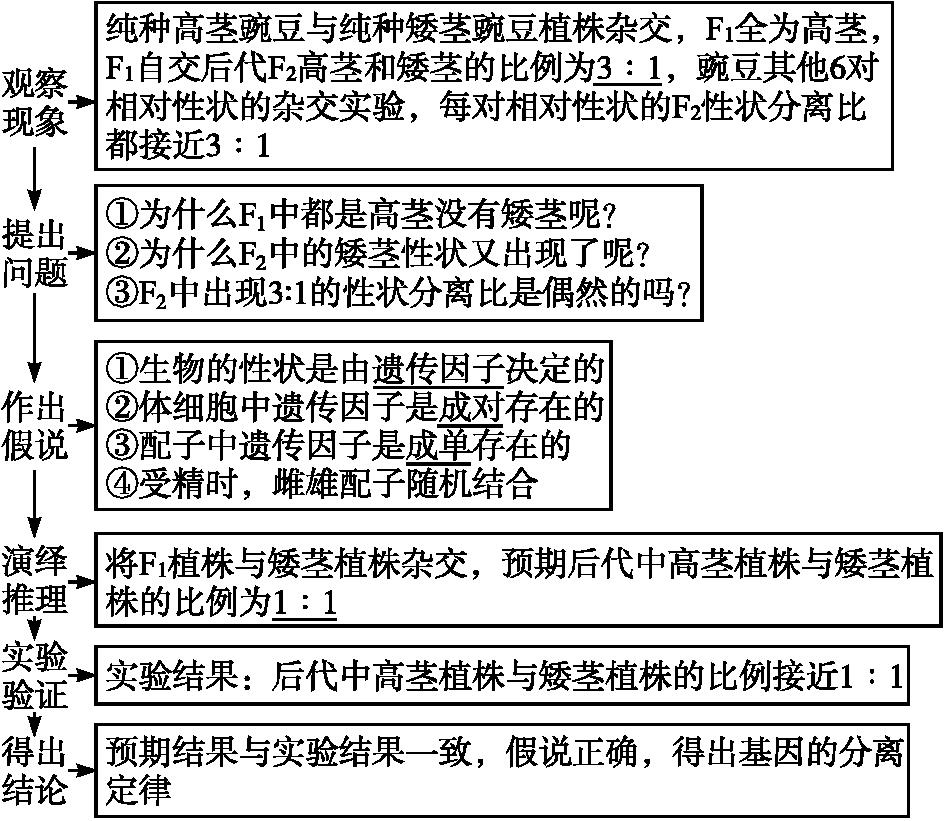 观察现象
纯种高茎豌豆与纯种矮茎豌豆植株杂交，F₁全为高茎，
F₁自交后代F₂高茎和矮茎的比例为3∶1，豌豆其他6对
相对性状的杂交实验，每对相对性状的F₂性状分离比
都接近3∶1
提出问题
①为什么F₁中都是高茎没有矮茎呢?
②为什么F₂中的矮茎性状又出现了呢?
③F₂中出现3:1的性状分离比是偶然的吗?
作出假说
①生物的性状是由遗传因子决定的
②体细胞中遗传因子是成对存在的
③配子中遗传因子是成单存在的
④受精时，雌雄配子随机结合
演绎推理
将F₁植株与矮茎植株杂交，预期后代中高茎植株与矮茎植
株的比例为1∶1
实验验证
实验结果：后代中高茎植株与矮茎植株的比例接近1∶1
得出结论
预期结果与实验结果一致，假说正确，得出基因的分离
定律